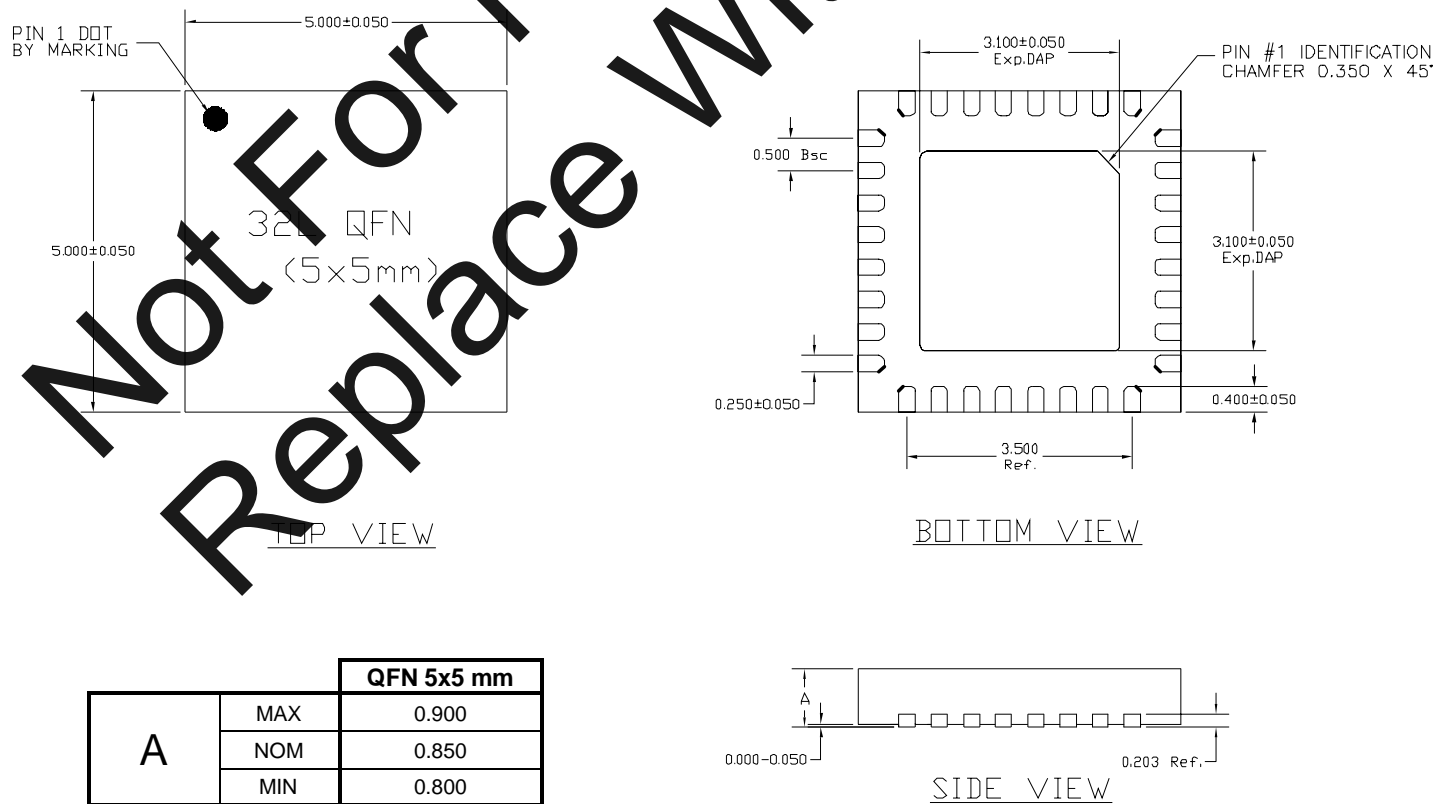 PIN 1 DOT
BY MARKING
5.000±0.050
5.000±0.050
32L QFN
(5x5mm)
TOP VIEW
3.100±0.050
Exp.DAP
PIN #1 IDENTIFICATION
CHAMFER 0.350 X 45°
0.500 Bsc
3.100±0.050
Exp.DAP
0.250±0.050
0.400±0.050
3.500
Ref.
BOTTOM VIEW
Not For
Replace
QFN 5x5 mm
A
MAX 0.900
NOM 0.850
MIN 0.800
A
0.000-0.050
0.203 Ref.
SIDE VIEW